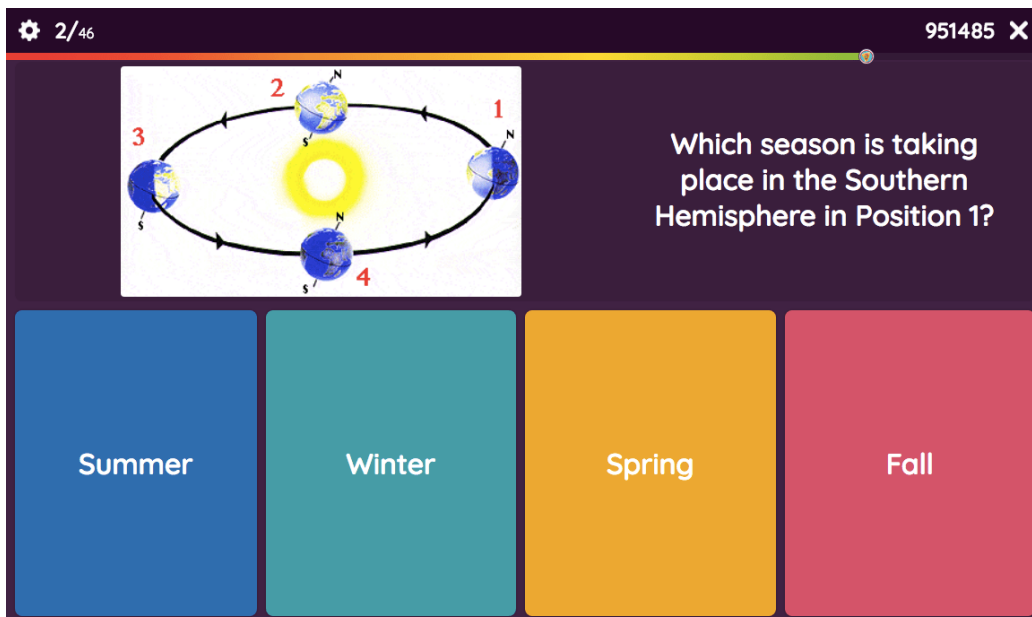 2/46
951485
N
2
1
3
N
S
S
N
4
S
Which season is taking
place in the Southern
Hemisphere in Position 1?
Summer
Winter
Spring
Fall